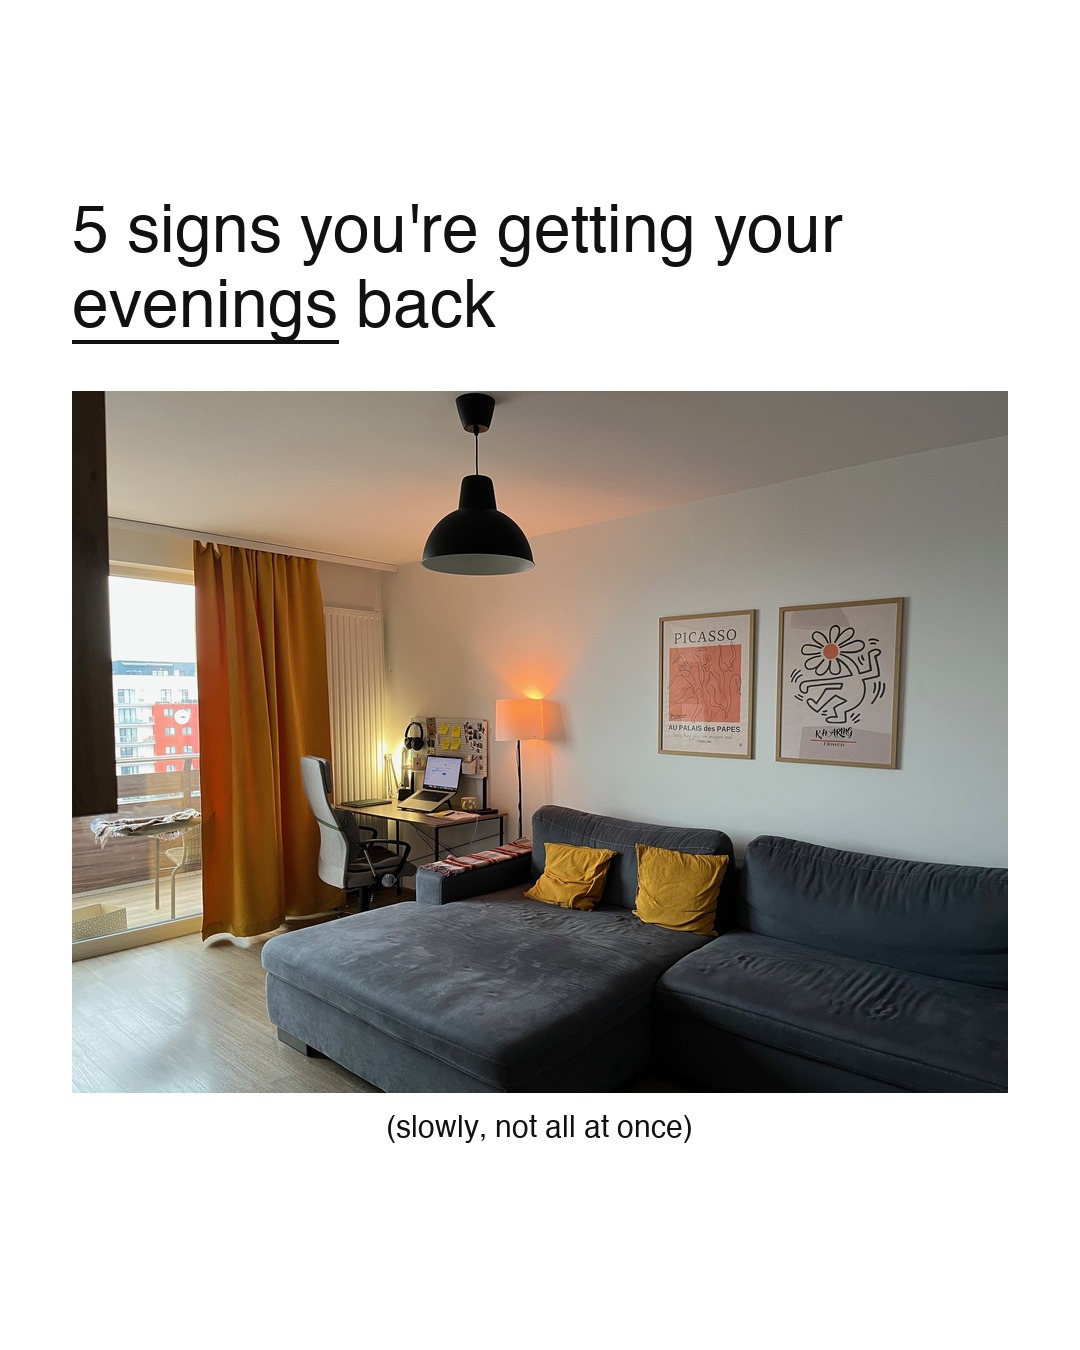 5 signs you're getting your
evenings back
PICASSO
AU PALAIS des PAPES
(slowly, not all at once)